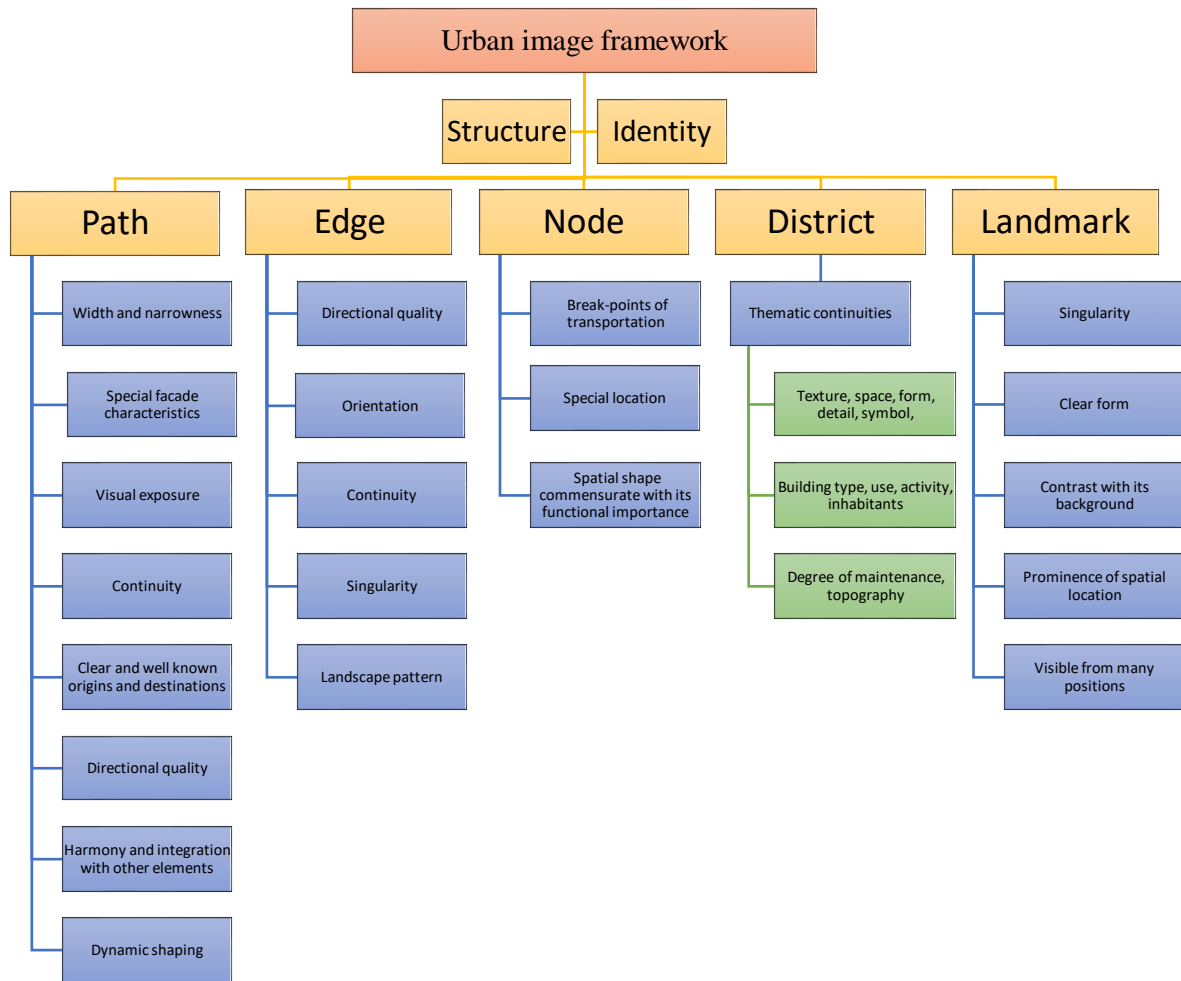 Urban image framework
Structure
Identity
Path
Edge
Node
District
Landmark
Width and narrowness
Special facade
characteristics
Visual exposure
Continuity
Clear and well known
origins and destinations
Directional quality
Harmony and integration
with other elements
Dynamic shaping
Directional quality
Orientation
Continuity
Singularity
Landscape pattern
Break-points of
transportation
Special location
Spatial shape
commensurate with its
functional importance
Thematic continuities
Texture, space, form,
detail, symbol,
Building type, use, activity,
inhabitants
Degree of maintenance,
topography
Singularity
Clear form
Contrast with its
background
Prominence of spatial
location
Visible from many
positions